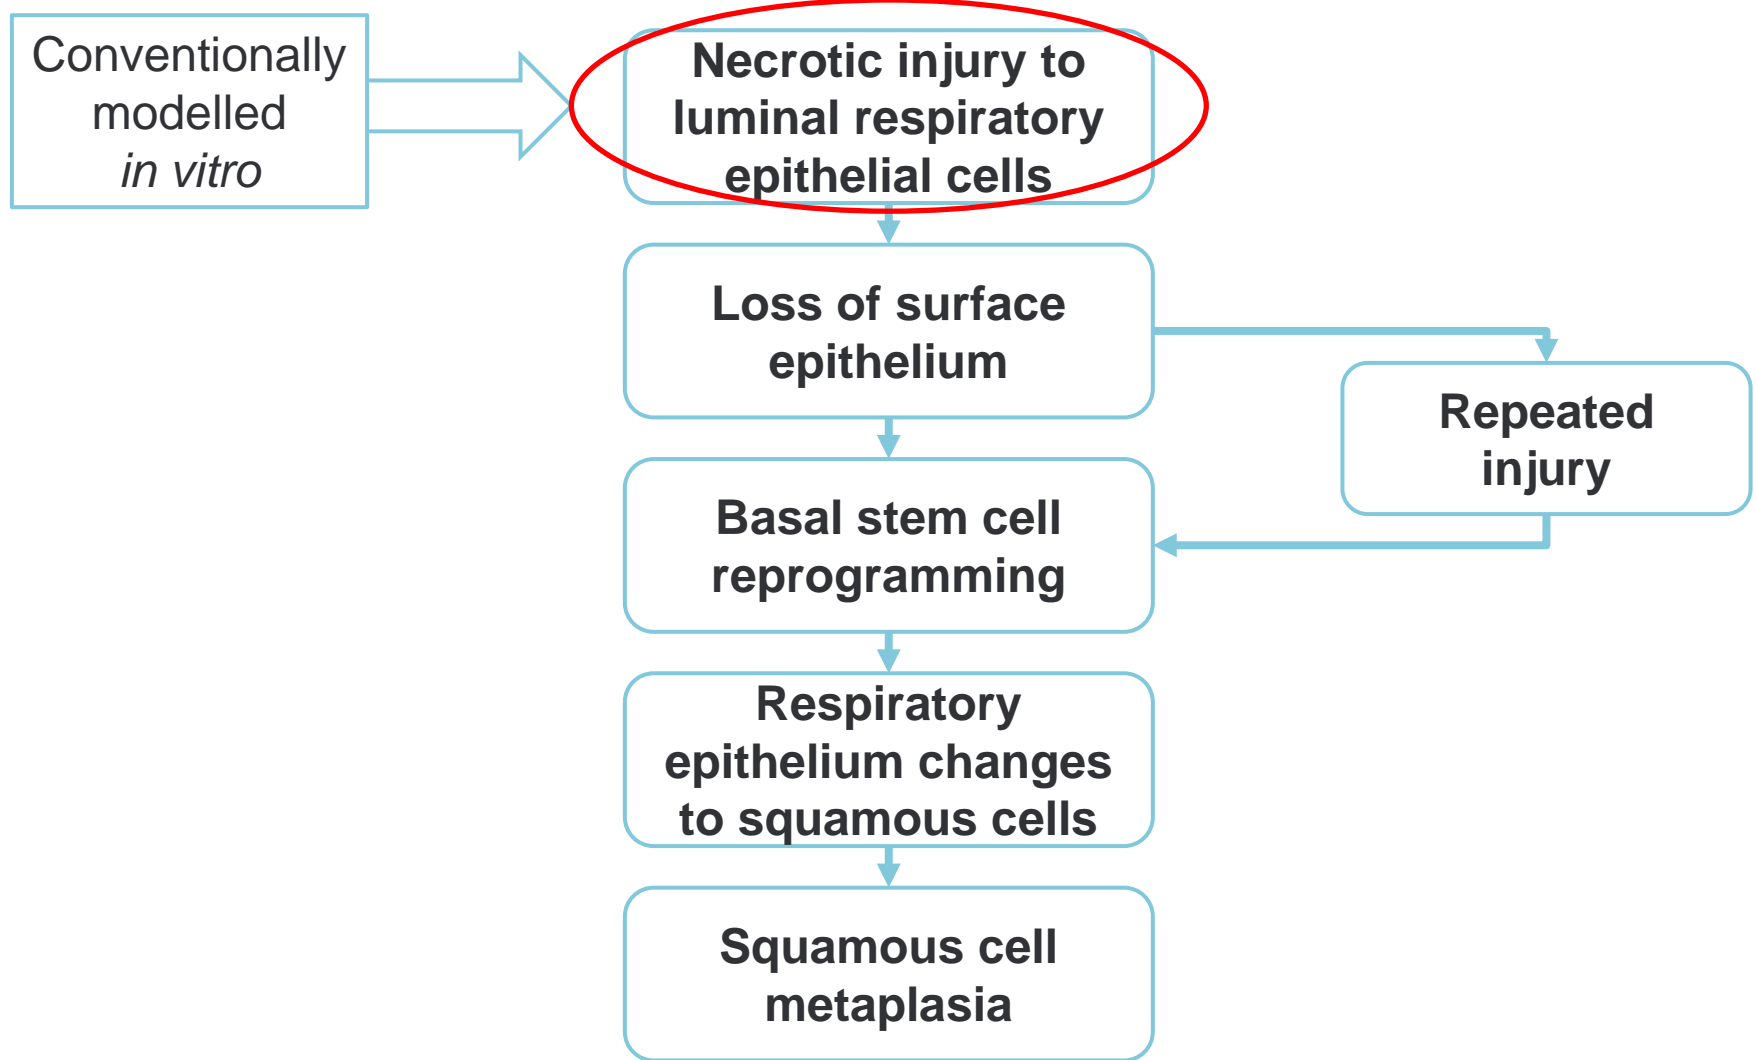 Conventionally
modelled
in vitro
Necrotic injury to
luminal respiratory
epithelial cells
Loss of surface
epithelium
Repeated
injury
Basal stem cell
reprogramming
Respiratory
epithelium changes
to squamous cells
Squamous cell
metaplasia